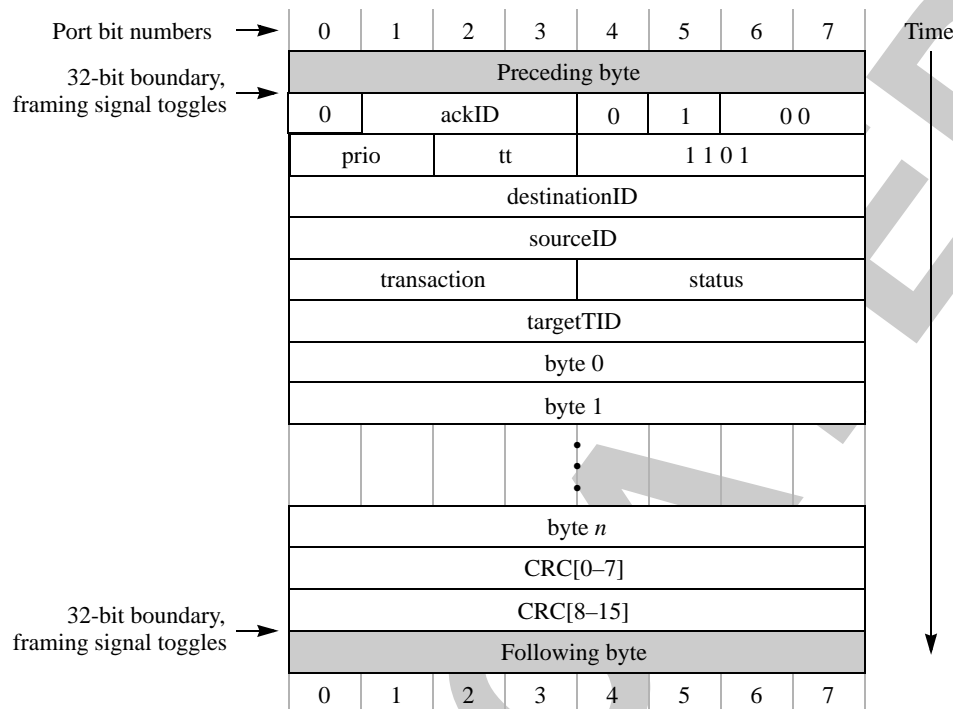 Port bit numbers 0 1 2 3 4 5 6 7 Time
Preceding byte
32-bit boundary,
framing signal toggles
0 ackID 0 1 0 0
prio tt 1 1 0 1
destinationID
sourceID
transaction status
targetTID
byte 0
byte 1
byte n
CRC[0–7]
CRC[8–15]
32-bit boundary,
framing signal toggles
Following byte
0 1 2 3 4 5 6 7